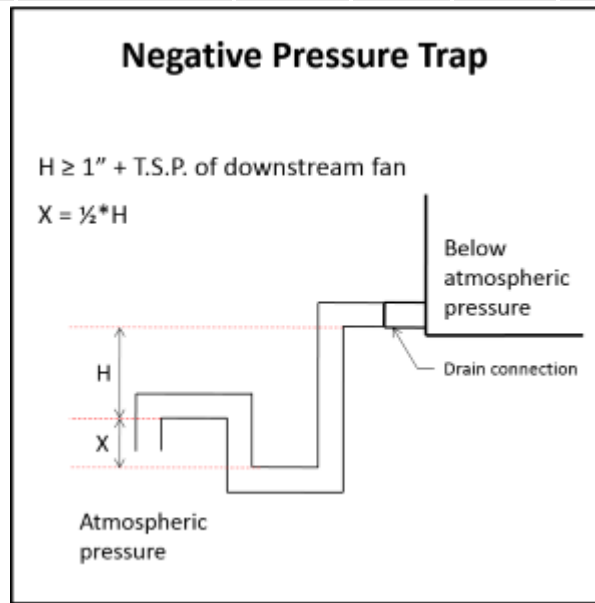 Negative Pressure Trap
H ≥ 1” + T.S.P. of downstream fan
X = ½*H
Below
atmospheric
pressure
Drain connection
H
X
Atmospheric
pressure